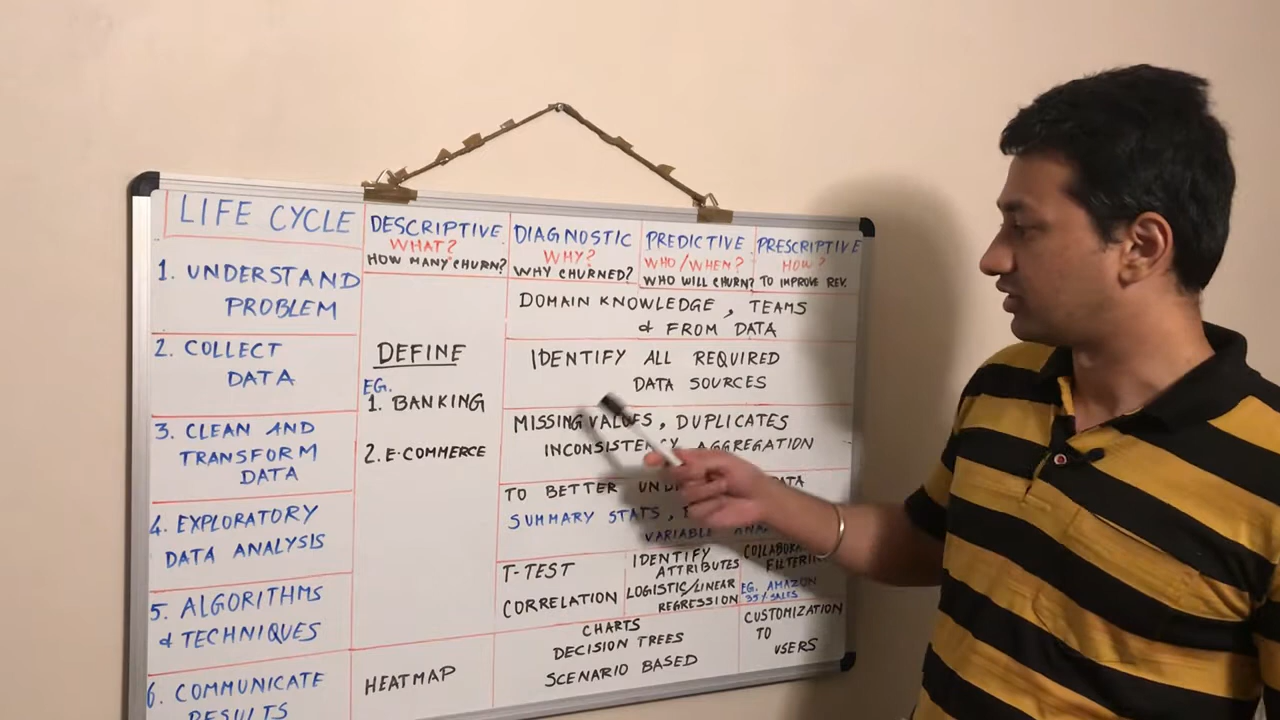 LIFE CYCLE
DESCRIPTIVE
WHAT?
HOW MANY CHURN?
DIAGNOSTIC
WHY?
WHY CHURNED?
PREDICTIVE
WHO/WHEN?
WHO WILL CHURN?
PRESCRIPTIVE
HOW?
TO IMPROVE REV.
1. UNDERSTAND
PROBLEM
DOMAIN KNOWLEDGE, TEAMS
& FROM DATA
2. COLLECT
DATA
DEFINE
EG.
1. BANKING
2. E-COMMERCE
IDENTIFY ALL REQUIRED
DATA SOURCES
3. CLEAN AND
TRANSFORM
DATA
MISSING VALUES, DUPLICATES
INCONSISTENCY AGGREGATION
4. EXPLORATORY
DATA ANALYSIS
TO BETTER DATA
SUMMARY STATS,
VARIABLE
5. ALGORITHMS
& TECHNIQUES
T-TEST
CORRELATION
IDENTIFY
ATTRIBUTES
LOGISTIC/LINEAR
REGRESSION
FILTERING
EG. AMAZON
35% SALES
6. COMMUNICATE
RESULTS
HEATMAP
CHARTS
DECISION TREES
SCENARIO BASED
CUSTOMIZATION
TO
USERS